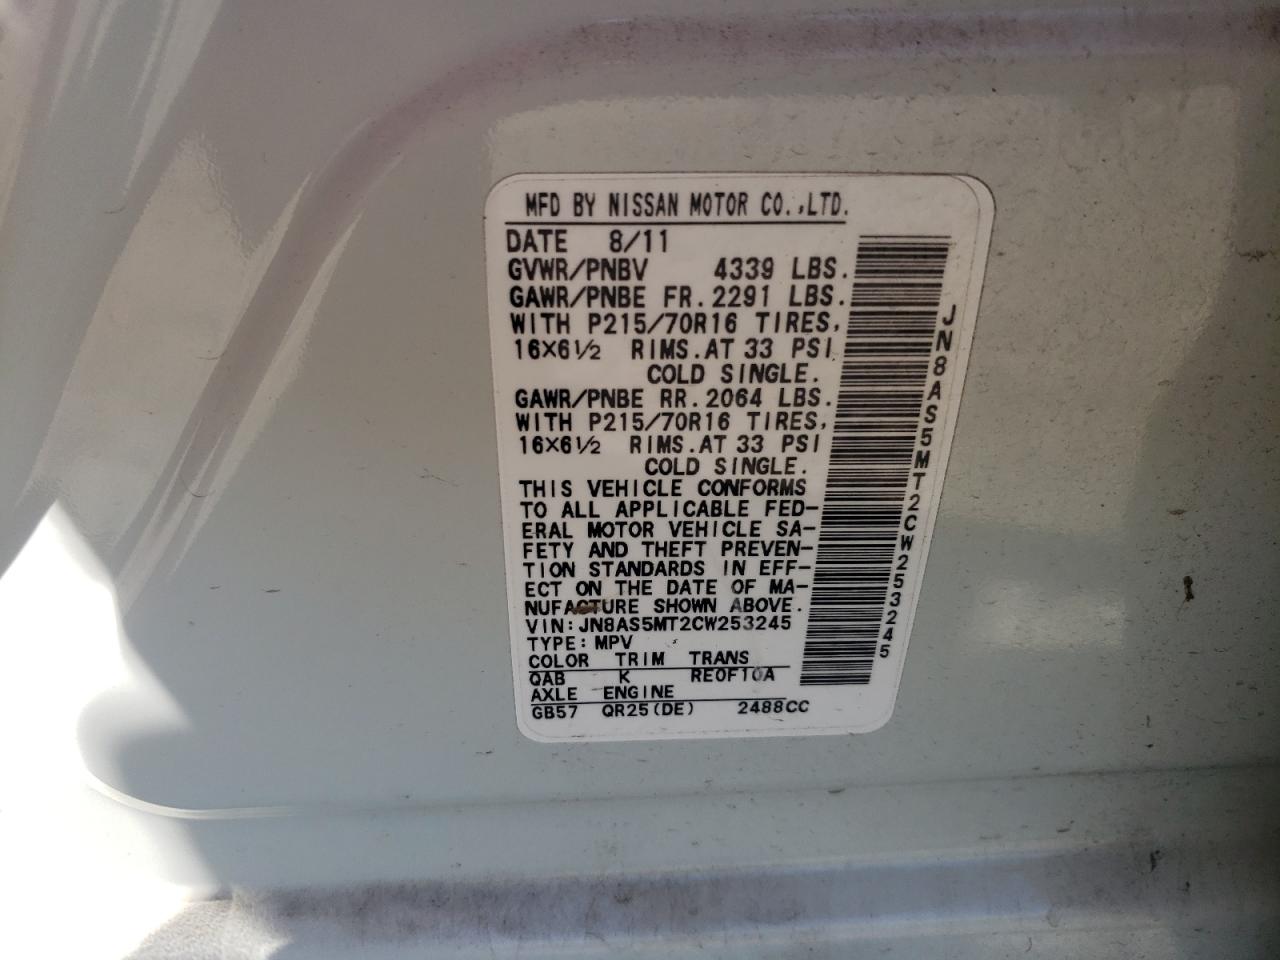 MFD BY NISSAN MOTOR CO.,LTD.
DATE 8/11
GVWR/PNBV 4339 LBS.
GAWR/PNBE FR.2291 LBS.
WITH P215/70R16 TIRES,
16X6½ RIMS.AT 33 PSI
COLD SINGLE.
GAWR/PNBE RR.2064 LBS.
WITH P215/70R16 TIRES,
16X6½ RIMS.AT 33 PSI
COLD SINGLE.
THIS VEHICLE CONFORMS
TO ALL APPLICABLE FED-
ERAL MOTOR VEHICLE SA-
FETY AND THEFT PREVEN-
TION STANDARDS IN EFF-
ECT ON THE DATE OF MA-
NUFACTURE SHOWN ABOVE.
VIN:JN8AS5MT2CW253245
TYPE:MPV
COLOR TRIM TRANS
QAB K RE0F10A
AXLE ENGINE
GB57 QR25(DE) 2488CC
JN8AS5MT2CW253245